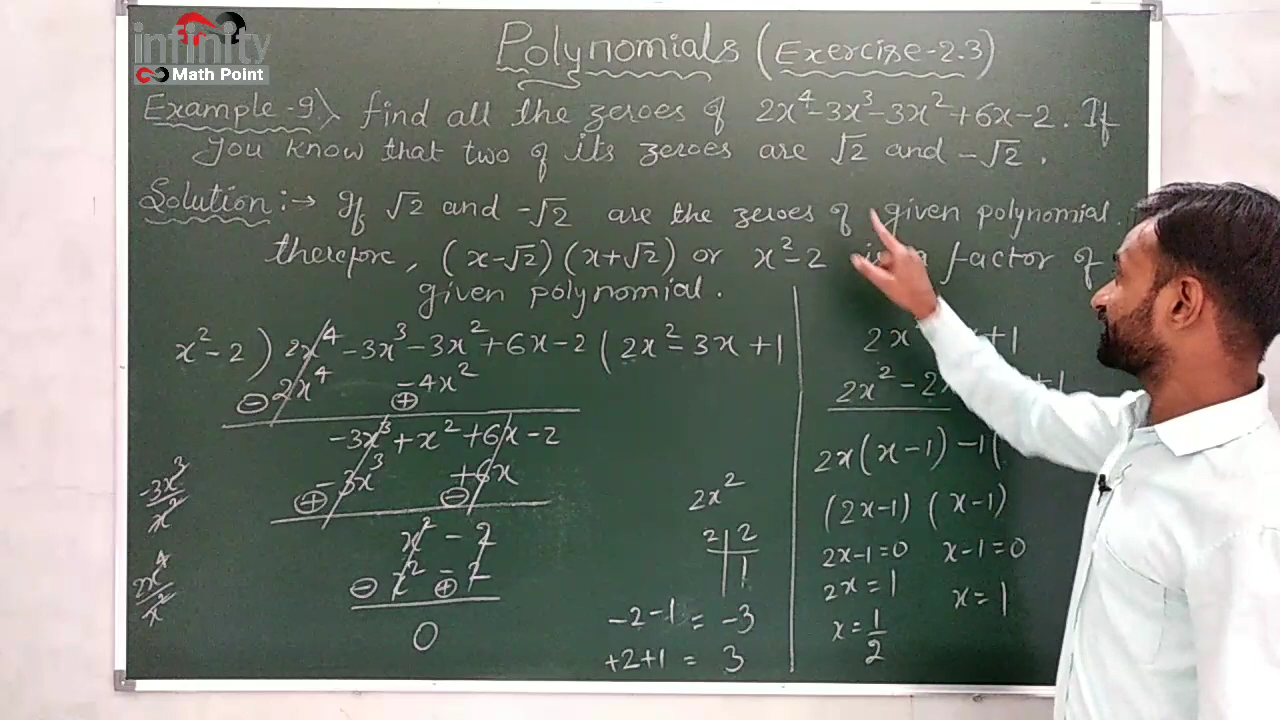 infinity
Math Point
Polynomials (Exercise-2.3)
Example-9.> find all the zeroes of 2x⁴-3x³-3x²+6x-2. If
you know that two of its zeroes are √2 and -√2.
Solution:→ If √2 and -√2 are the zeroes of given polynomial.
therefore, (x-√2)(x+√2) or x²-2 is a factor of
given polynomial.
x²-2 ) 2x⁴-3x³-3x²+6x-2 ( 2x²-3x+1
⊖ 2x⁴ ⊕ -4x²
-3x³+x²+6x-2
⊕ -3x³ ⊖ +6x
x²-2
⊖ x² ⊕ -2
0
-3x³/x²
2x⁴/x²
2x²
2 | 2
1
-2-1 = -3
+2+1 = 3
2x +1
2x²-2x +1
2x(x-1) -1(
(2x-1) (x-1)
2x-1=0 x-1=0
2x=1 x=1
x=1/2